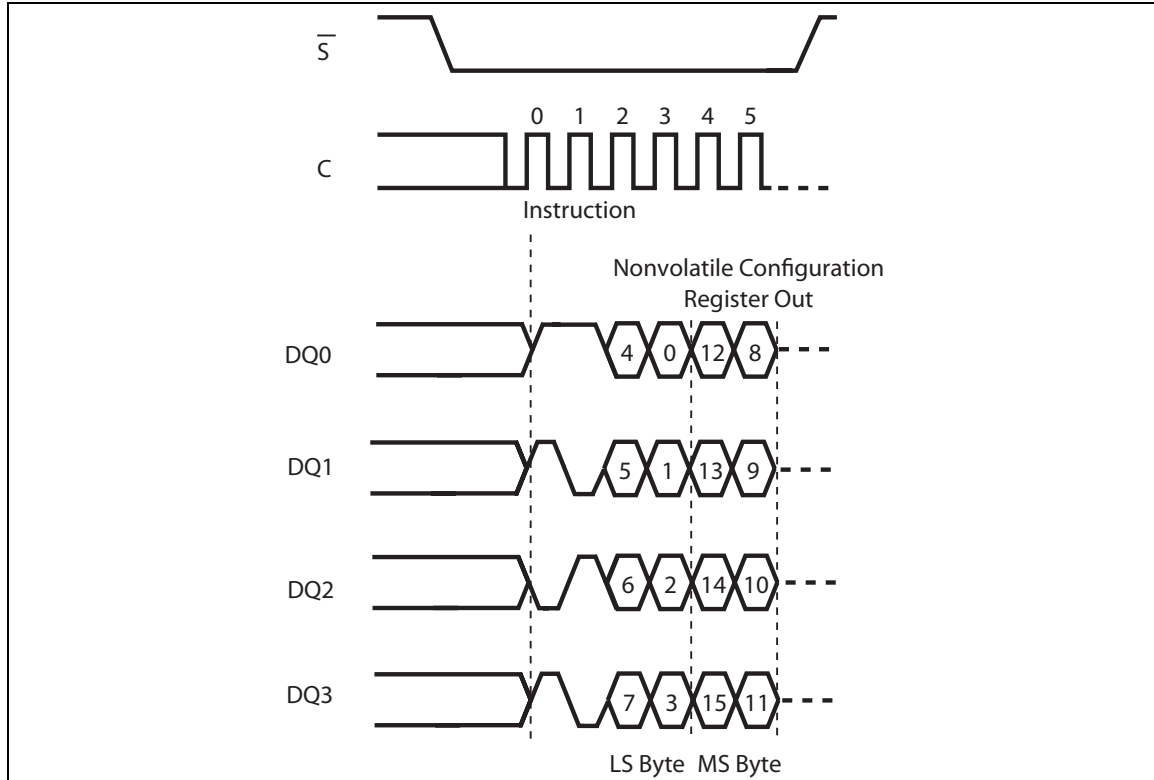 S
0 1 2 3 4 5
C
Instruction
Nonvolatile Configuration
Register Out
DQ0 4 0 12 8
DQ1 5 1 13 9
DQ2 6 2 14 10
DQ3 7 3 15 11
LS Byte MS Byte